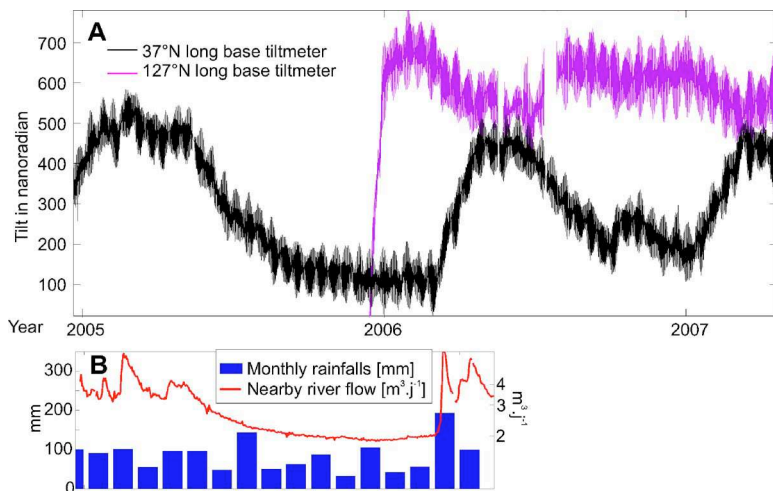 A
37°N long base tiltmeter
127°N long base tiltmeter
Tilt in nanoradian
700
600
500
400
300
200
100
Year
2005
2006
2007
B
Monthly rainfalls [mm]
Nearby river flow [m³.j⁻¹]
mm
300
200
100
0
4
3
2
m³.j⁻¹